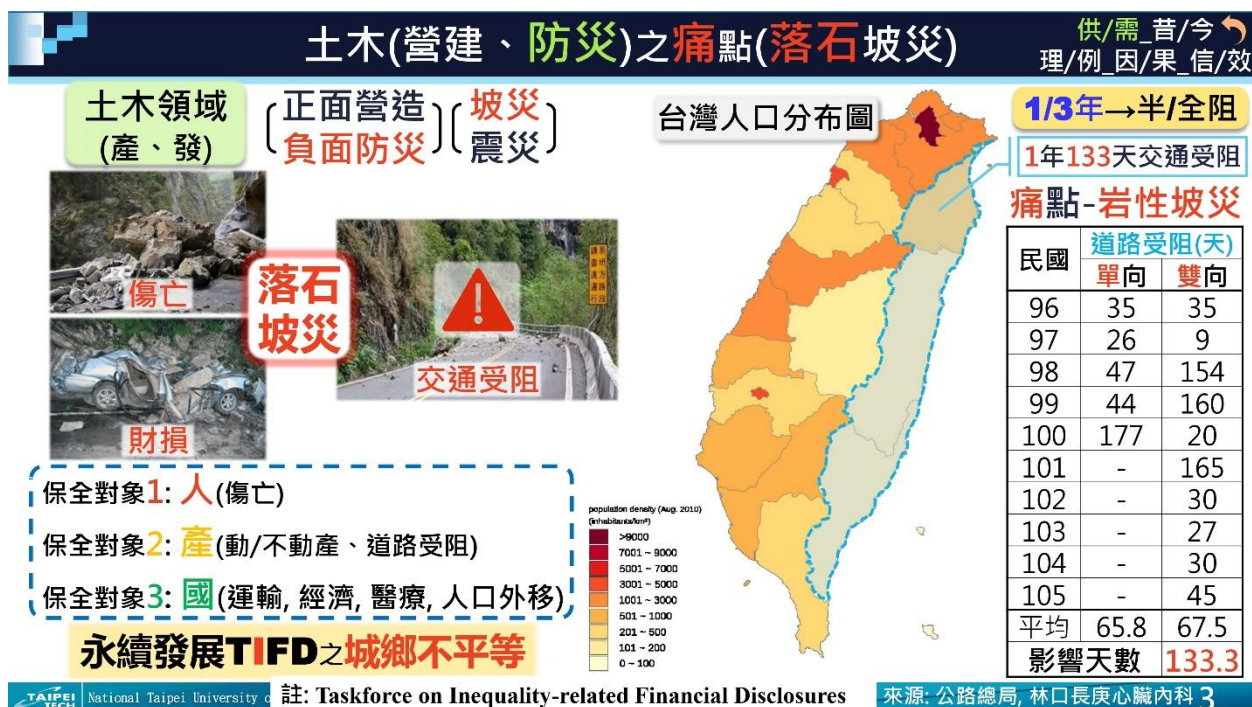 土木(營建、防災)之痛點(落石坡災)
供/需_昔/今
理/例_因/果_信/效
土木領域
(產、發)
正面營造
負面防災
坡災
震災
台灣人口分布圖
1/3年→半/全阻
1年133天交通受阻
痛點-岩性坡災
傷亡
落石
坡災
財損
交通受阻
民國 道路受阻(天)
單向 雙向
96 35 35
97 26 9
98 47 154
99 44 160
100 177 20
101 - 165
102 - 30
103 - 27
104 - 30
105 - 45
平均 65.8 67.5
影響天數 133.3
保全對象1: 人(傷亡)
保全對象2: 產(動/不動產、道路受阻)
保全對象3: 國(運輸, 經濟, 醫療, 人口外移)
永續發展TIFD之城鄉不平等
population density (Aug. 2010)
(inhabitants/km²)
>9000
7001 ~ 9000
5001 ~ 7000
3001 ~ 5000
1001 ~ 3000
501 ~ 1000
201 ~ 500
101 ~ 200
0 ~ 100
TAIPEI
TECH
National Taipei University o
註: Taskforce on Inequality-related Financial Disclosures
來源: 公路總局, 林口長庚心臟內科 3